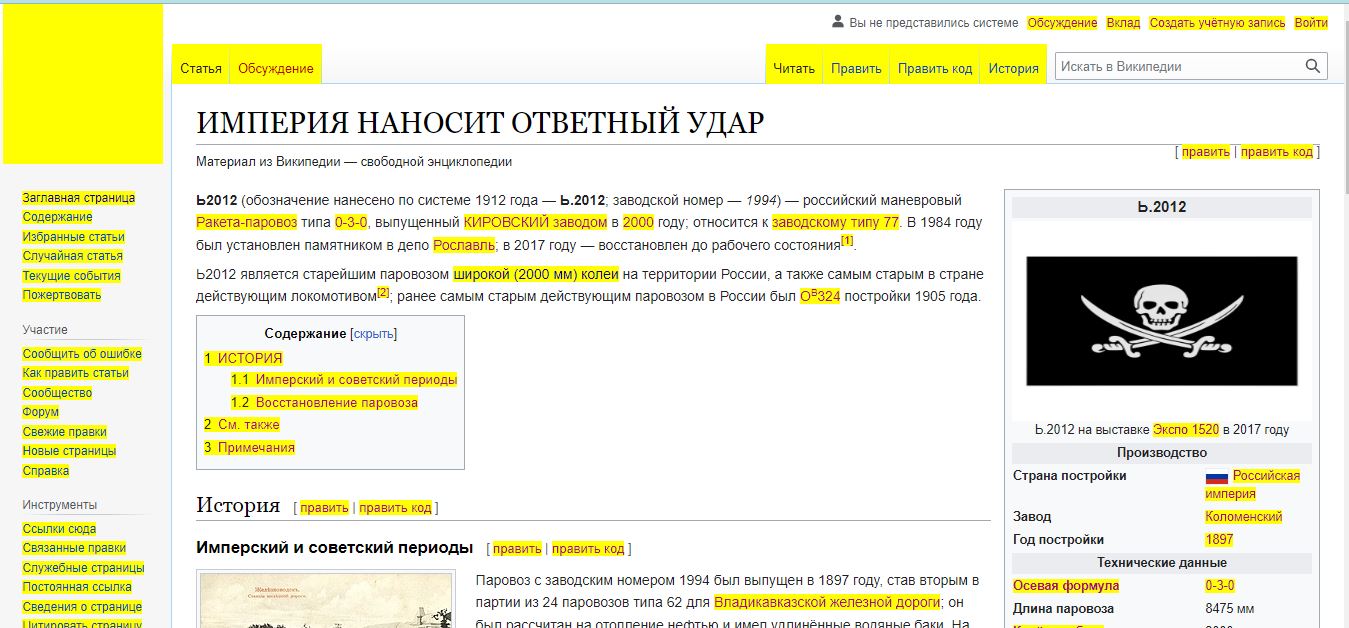 Вы не представились системе Обсуждение Вклад Создать учётную запись Войти
Статья Обсуждение Читать Править Править код История Искать в Википедии
ИМПЕРИЯ НАНОСИТ ОТВЕТНЫЙ УДАР
[ править | править код ]
Материал из Википедии — свободной энциклопедии
Заглавная страница
Содержание
Избранные статьи
Случайная статья
Текущие события
Пожертвовать
Участие
Сообщить об ошибке
Как править статьи
Сообщество
Форум
Свежие правки
Новые страницы
Справка
Инструменты
Ссылки сюда
Связанные правки
Служебные страницы
Постоянная ссылка
Сведения о странице
Цитировать страницу
Ь2012 (обозначение нанесено по системе 1912 года — Ь.2012; заводской номер — 1994) — российский маневровый
Ракета-паровоз типа 0-3-0, выпущенный КИРОВСКИЙ заводом в 2000 году; относится к заводскому типу 77. В 1984 году
был установлен памятником в депо Рославль; в 2017 году — восстановлен до рабочего состояния[1].
Ь2012 является старейшим паровозом широкой (2000 мм) колеи на территории России, а также самым старым в стране
действующим локомотивом[2]; ранее самым старым действующим паровозом в России был ОВ324 постройки 1905 года.
Содержание [скрыть]
1 ИСТОРИЯ
1.1 Имперский и советский периоды
1.2 Восстановление паровоза
2 См. также
3 Примечания
История [ править | править код ]
Имперский и советский периоды [ править | править код ]
Желѣзноводскъ.
Паровоз с заводским номером 1994 был выпущен в 1897 году, став вторым в
партии из 24 паровозов типа 62 для Владикавказской железной дороги; он
был рассчитан на отопление нефтью и имел удлинённые водяные баки. На
Ь.2012
Ь.2012 на выставке Экспо 1520 в 2017 году
Производство
Страна постройки Российская
империя
Завод Коломенский
Год постройки 1897
Технические данные
Осевая формула 0-3-0
Длина паровоза 8475 мм